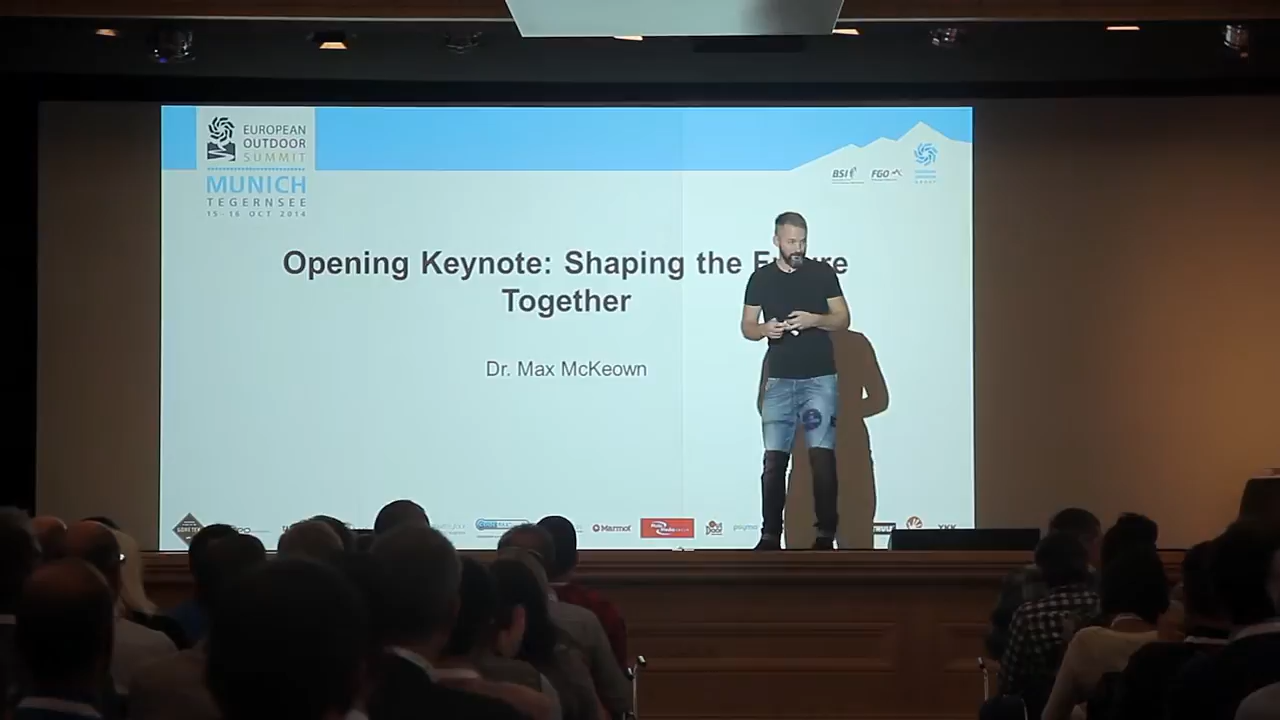 EUROPEAN
OUTDOOR
SUMMIT
MUNICH
TEGERNSEE
15-16 OCT 2014
BSI
FGO
Opening Keynote: Shaping the
Together
Dr. Max McKeown
Marmot
YKK